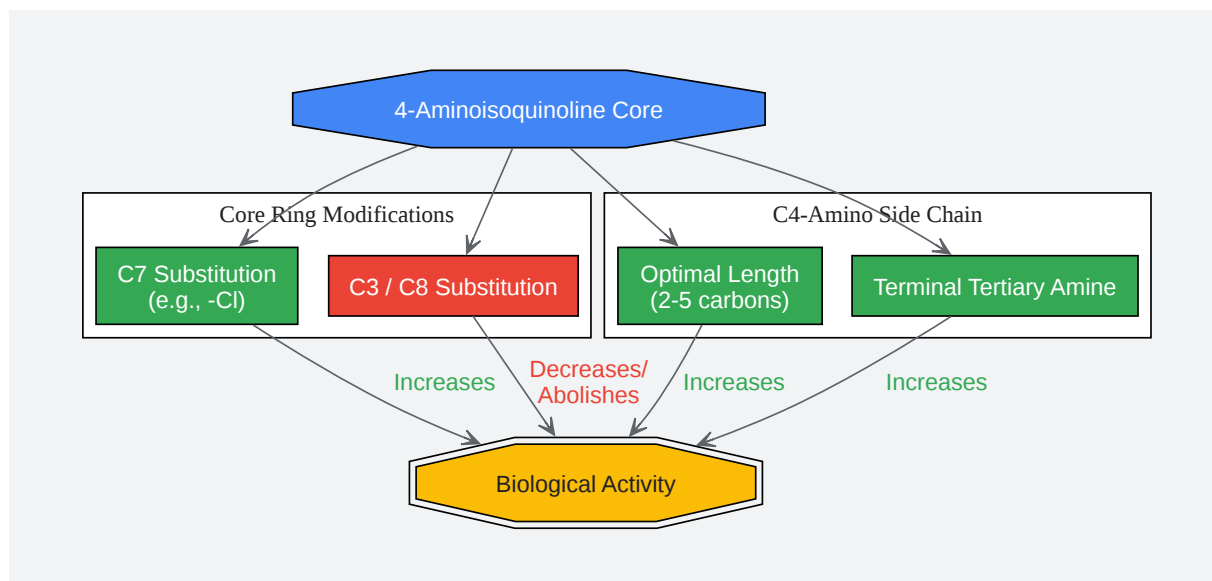 4-Aminoisoquinoline Core
Core Ring Modifications
C4-Amino Side Chain
C7 Substitution
(e.g., -Cl)
C3 / C8 Substitution
Optimal Length
(2-5 carbons)
Terminal Tertiary Amine
Increases
Decreases/
Abolishes
Increases
Increases
Biological Activity